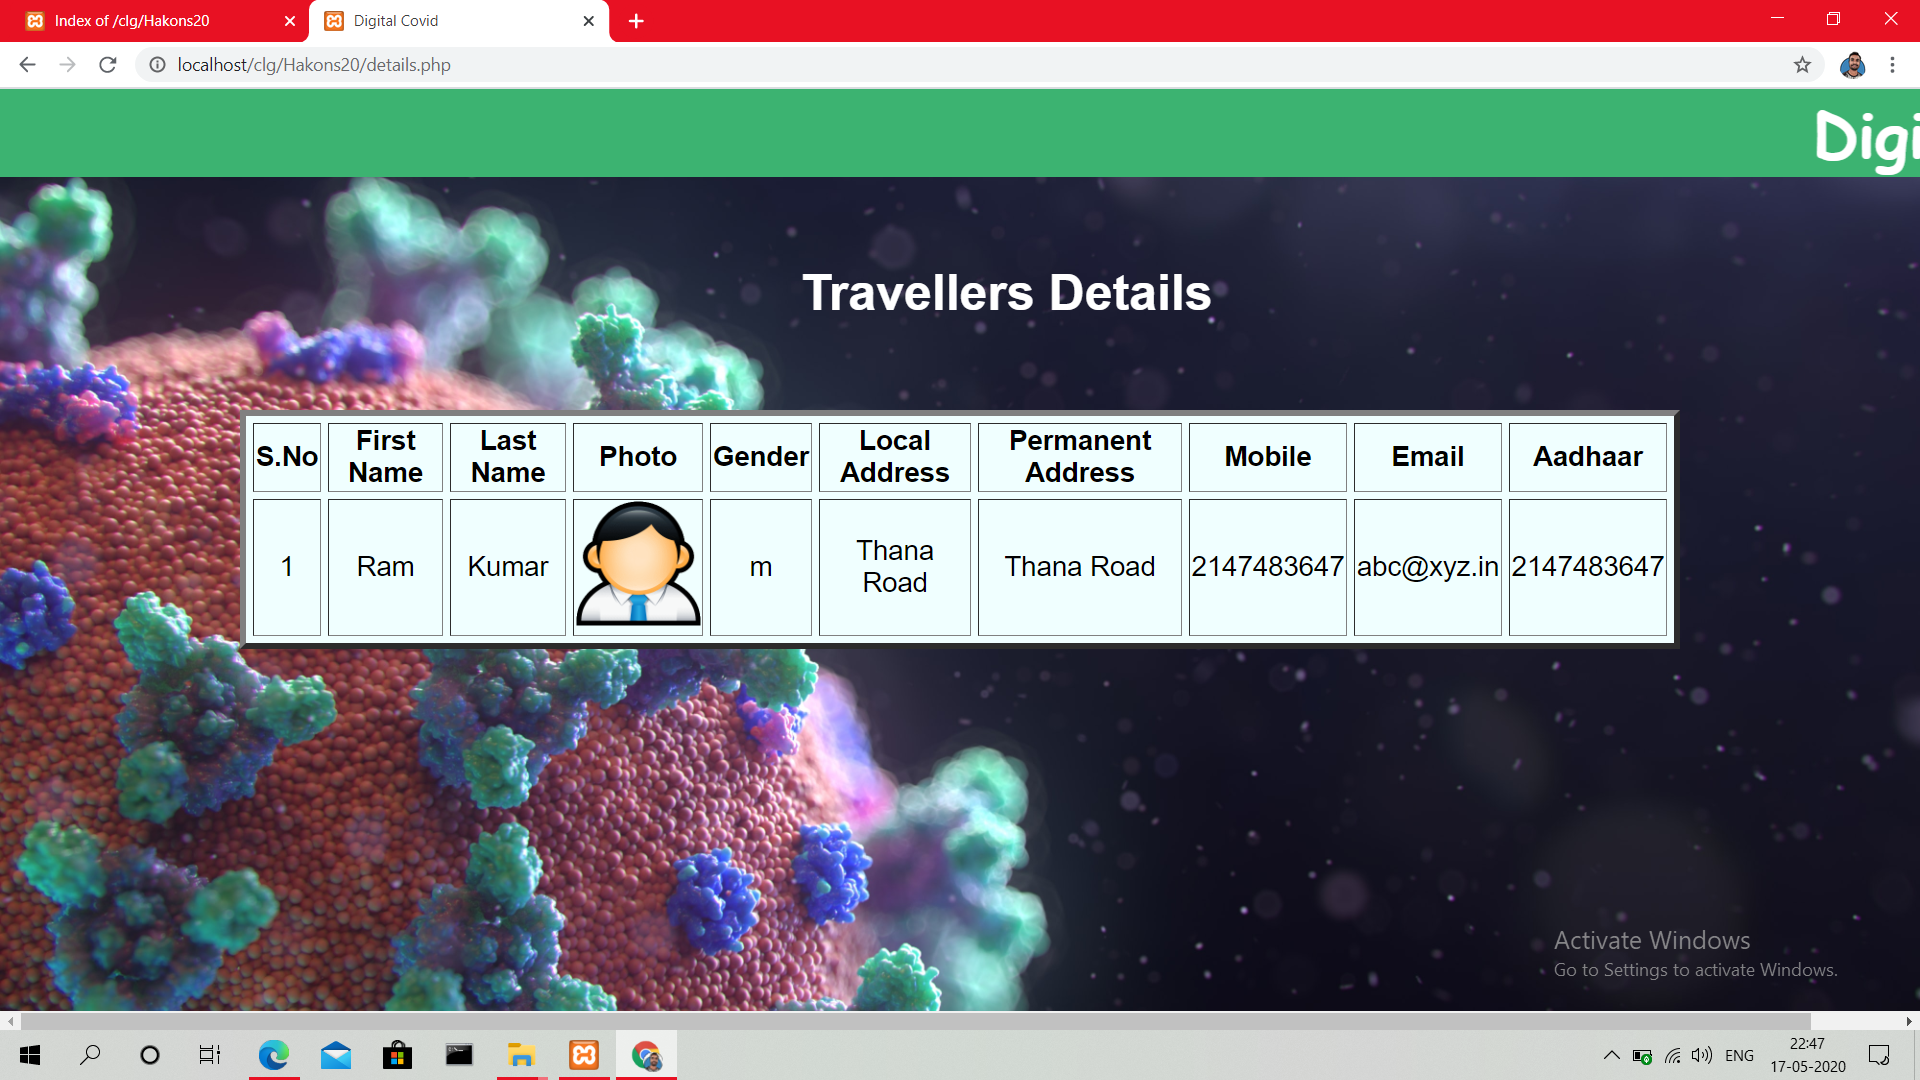 Index of /clg/Hakons20
Digital Covid
localhost/clg/Hakons20/details.php
Digi
Travellers Details
S.No First Name Last Name Photo Gender Local Address Permanent Address Mobile Email Aadhaar
1 Ram Kumar m Thana Road Thana Road 2147483647 abc@xyz.in 2147483647
Activate Windows
Go to Settings to activate Windows.
ENG
22:47
17-05-2020